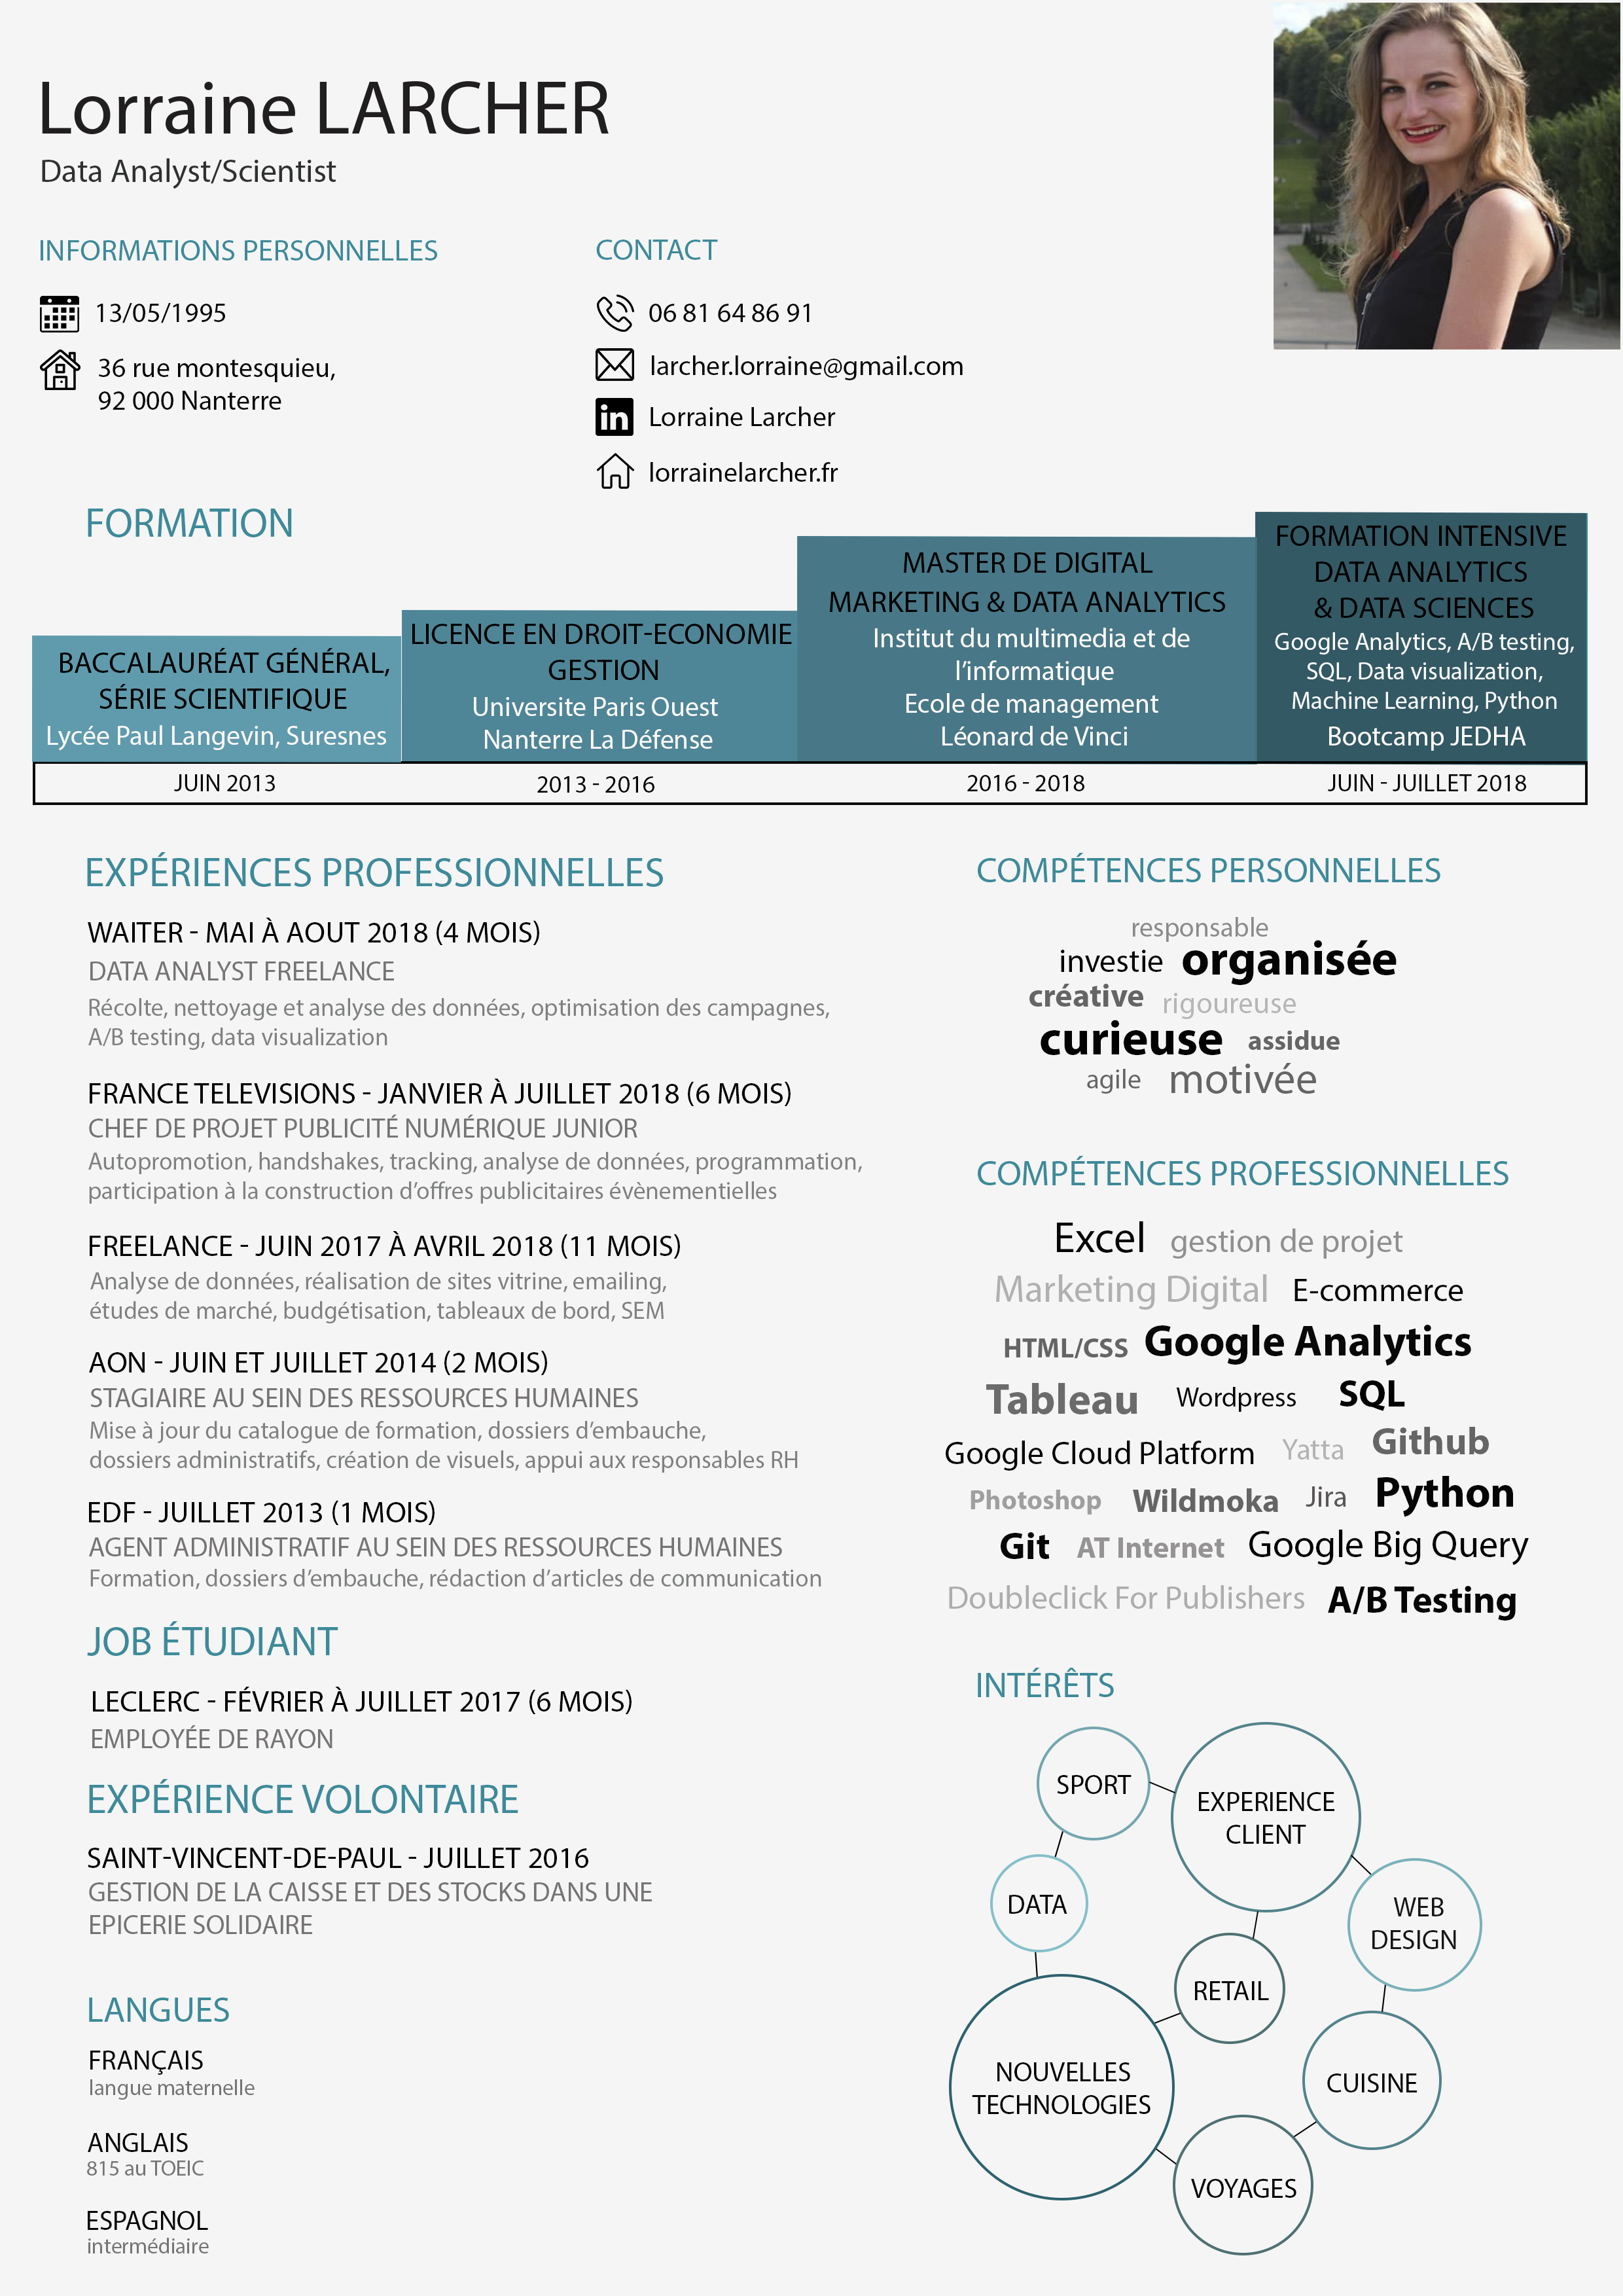 Lorraine LARCHER
Data Analyst/Scientist
INFORMATIONS PERSONNELLES
13/05/1995
36 rue montesquieu,
92 000 Nanterre
CONTACT
06 81 64 86 91
larcher.lorraine@gmail.com
in
Lorraine Larcher
lorrainelarcher.fr
FORMATION
BACCALAURÉAT GÉNÉRAL,
SÉRIE SCIENTIFIQUE
Lycée Paul Langevin, Suresnes
JUIN 2013
LICENCE EN DROIT-ECONOMIE
GESTION
Universite Paris Ouest
Nanterre La Défense
2013 - 2016
MASTER DE DIGITAL
MARKETING & DATA ANALYTICS
Institut du multimedia et de
l'informatique
Ecole de management
Léonard de Vinci
2016 - 2018
FORMATION INTENSIVE
DATA ANALYTICS
& DATA SCIENCES
Google Analytics, A/B testing,
SQL, Data visualization,
Machine Learning, Python
Bootcamp JEDHA
JUIN - JUILLET 2018
EXPÉRIENCES PROFESSIONNELLES
WAITER - MAI À AOUT 2018 (4 MOIS)
DATA ANALYST FREELANCE
Récolte, nettoyage et analyse des données, optimisation des campagnes,
A/B testing, data visualization
FRANCE TELEVISIONS - JANVIER À JUILLET 2018 (6 MOIS)
CHEF DE PROJET PUBLICITÉ NUMÉRIQUE JUNIOR
Autopromotion, handshakes, tracking, analyse de données, programmation,
participation à la construction d'offres publicitaires évènementielles
FREELANCE - JUIN 2017 À AVRIL 2018 (11 MOIS)
Analyse de données, réalisation de sites vitrine, emailing,
études de marché, budgétisation, tableaux de bord, SEM
AON - JUIN ET JUILLET 2014 (2 MOIS)
STAGIAIRE AU SEIN DES RESSOURCES HUMAINES
Mise à jour du catalogue de formation, dossiers d'embauche,
dossiers administratifs, création de visuels, appui aux responsables RH
EDF - JUILLET 2013 (1 MOIS)
AGENT ADMINISTRATIF AU SEIN DES RESSOURCES HUMAINES
Formation, dossiers d'embauche, rédaction d'articles de communication
JOB ÉTUDIANT
LECLERC - FÉVRIER À JUILLET 2017 (6 MOIS)
EMPLOYÉE DE RAYON
EXPÉRIENCE VOLONTAIRE
SAINT-VINCENT-DE-PAUL - JUILLET 2016
GESTION DE LA CAISSE ET DES STOCKS DANS UNE
EPICERIE SOLIDAIRE
LANGUES
FRANÇAIS
langue maternelle
ANGLAIS
815 au TOEIC
ESPAGNOL
intermédiaire
COMPÉTENCES PERSONNELLES
responsable
investie organisée
créative rigoureuse
curieuse assidue
agile motivée
COMPÉTENCES PROFESSIONNELLES
Excel gestion de projet
Marketing Digital E-commerce
HTML/CSS Google Analytics
Tableau Wordpress SQL
Google Cloud Platform Yatta Github
Photoshop Wildmoka Jira Python
Git AT Internet Google Big Query
Doubleclick For Publishers A/B Testing
INTÉRÊTS
SPORT
EXPERIENCE
CLIENT
DATA
WEB
DESIGN
RETAIL
NOUVELLES
TECHNOLOGIES
CUISINE
VOYAGES